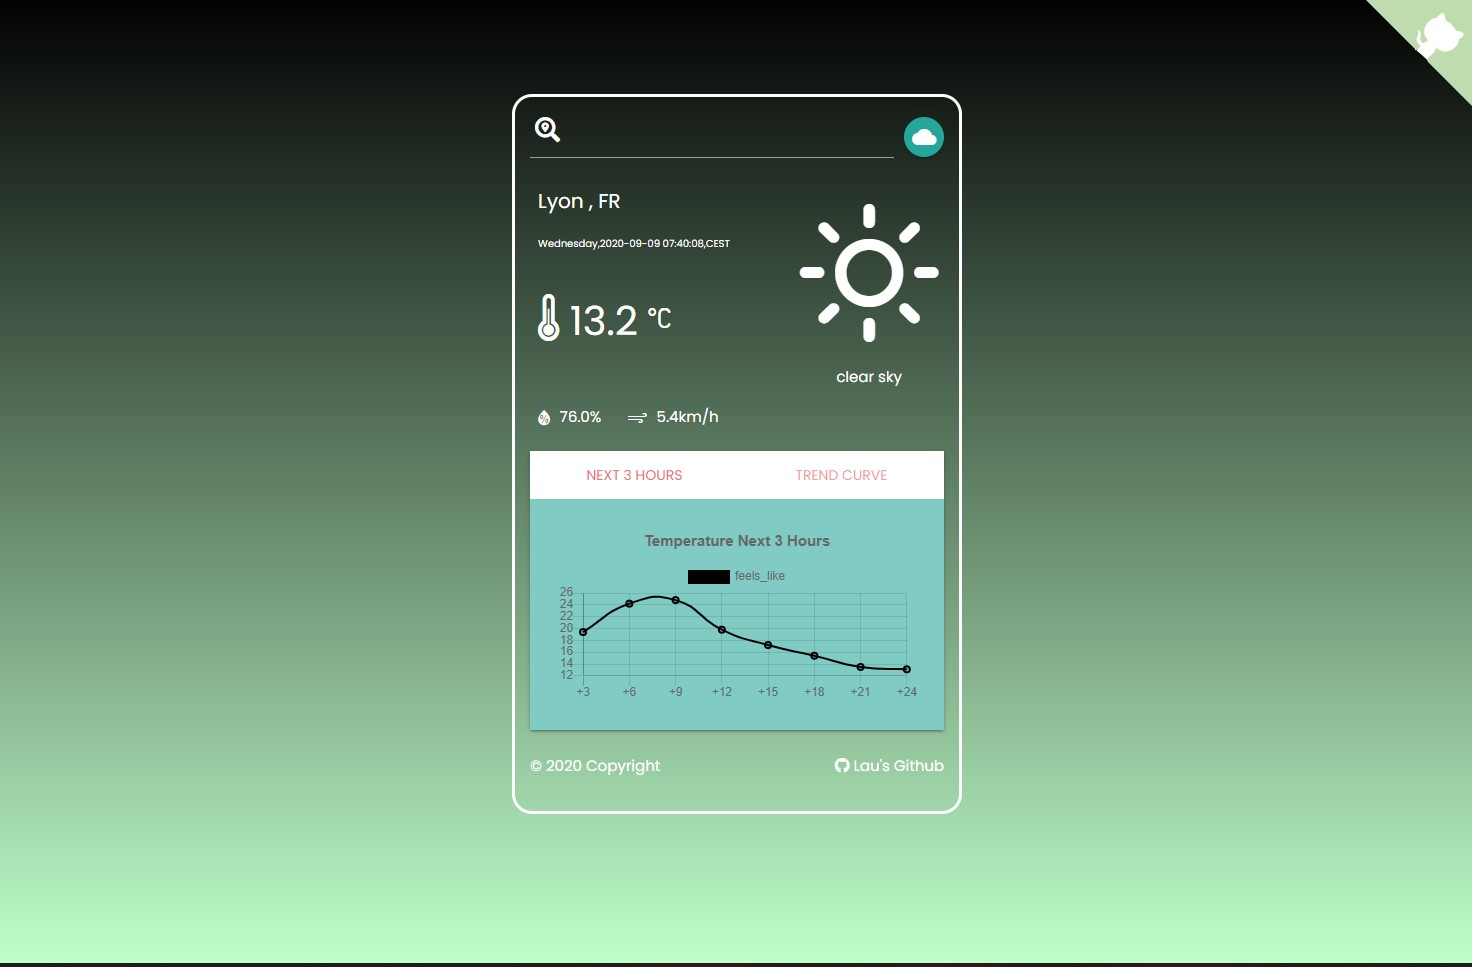 Lyon , FR
Wednesday,2020-09-09 07:40:08,CEST
13.2 °C
clear sky
76.0% 5.4km/h
NEXT 3 HOURS TREND CURVE
Temperature Next 3 Hours
feels_like
26
24
22
20
18
16
14
12
+3 +6 +9 +12 +15 +18 +21 +24
© 2020 Copyright Lau's Github